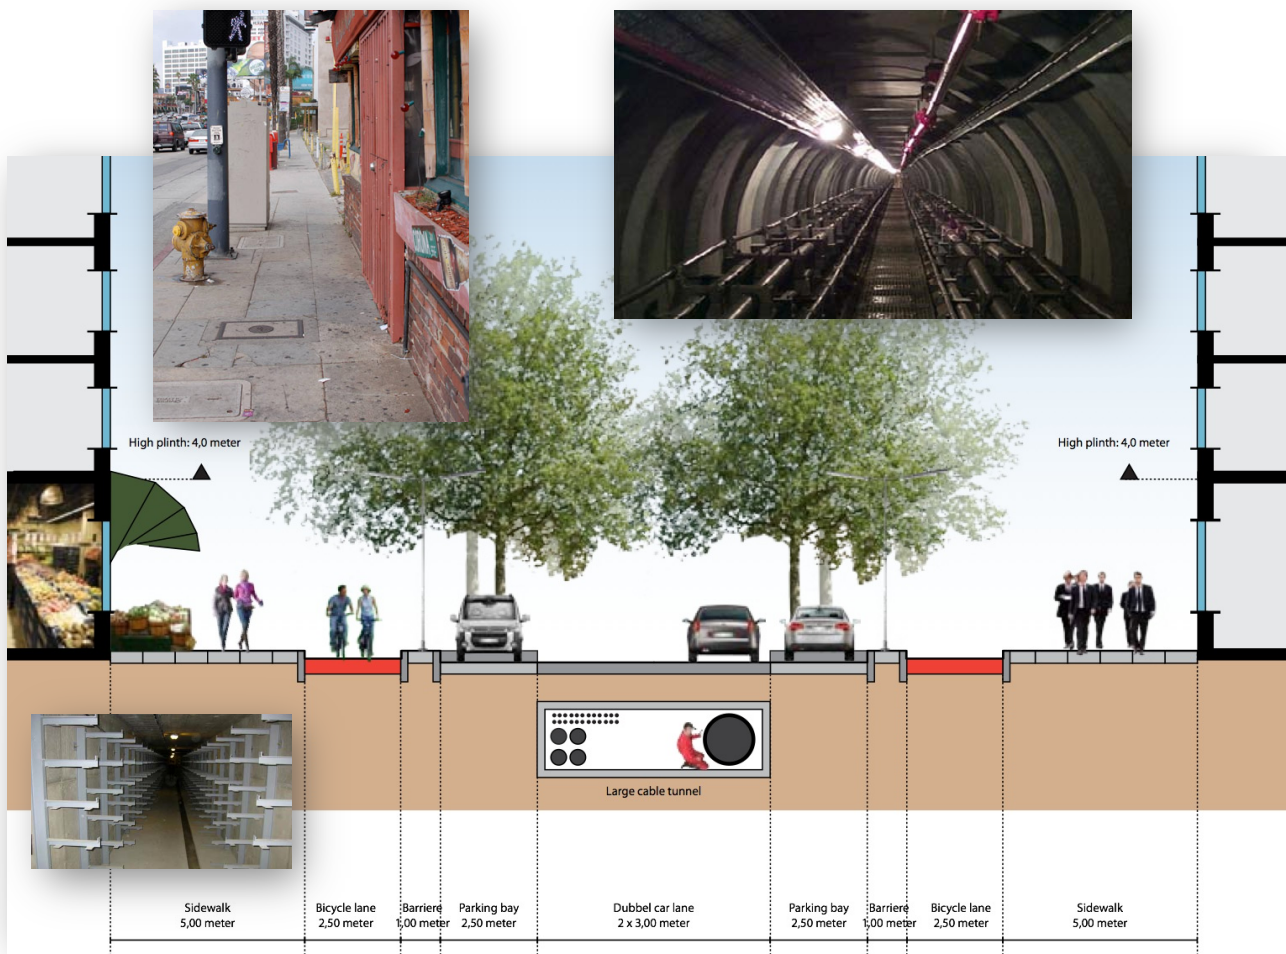 High plinth: 4,0 meter
High plinth: 4,0 meter
Large cable tunnel
Sidewalk
5,00 meter
Bicycle lane
2,50 meter
Barriere
1,00 meter
Parking bay
2,50 meter
Dubbel car lane
2 x 3,00 meter
Parking bay
2,50 meter
Barriere
1,00 meter
Bicycle lane
2,50 meter
Sidewalk
5,00 meter